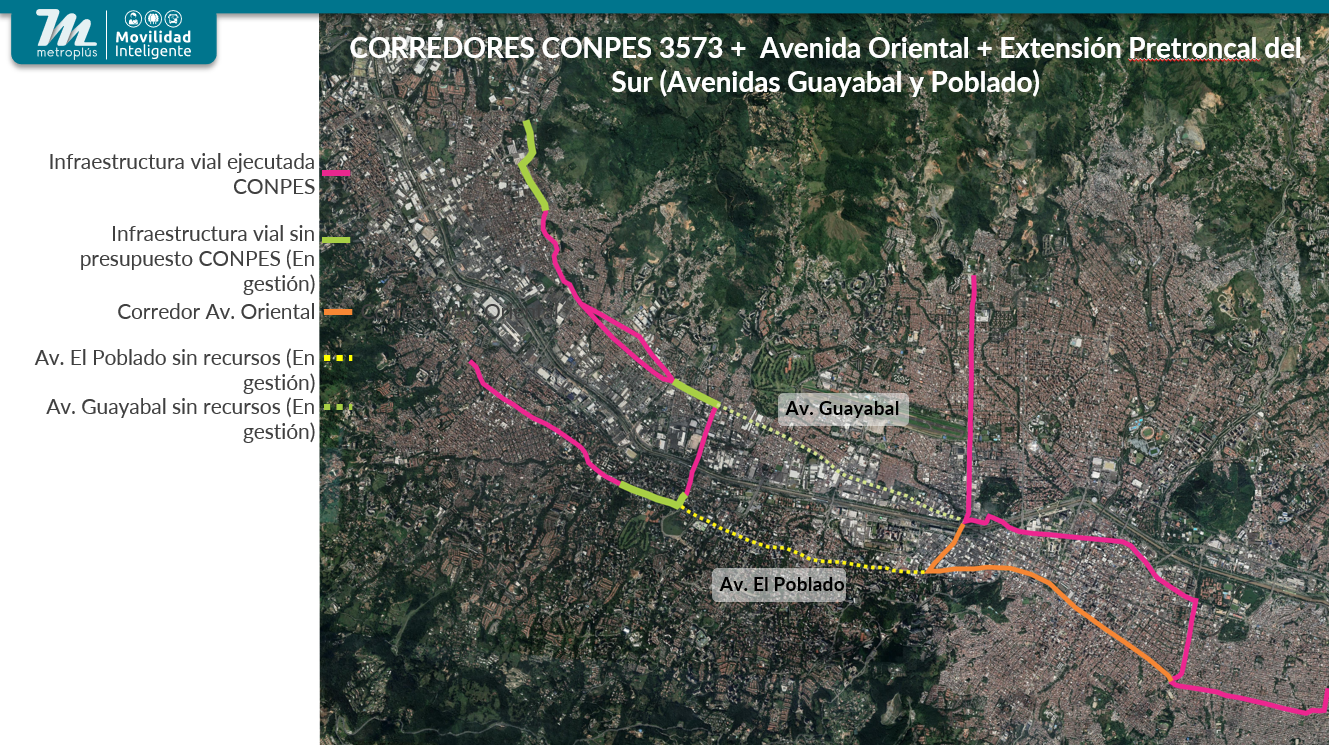 metroplús
Movilidad
Inteligente
CORREDORES CONPES 3573 + Avenida Oriental + Extensión Pretroncal del
Sur (Avenidas Guayabal y Poblado)
Infraestructura vial ejecutada
CONPES
Infraestructura vial sin
presupuesto CONPES (En
gestión)
Corredor Av. Oriental
Av. El Poblado sin recursos (En
gestión)
Av. Guayabal sin recursos (En
gestión)
Av. Guayabal
Av. El Poblado